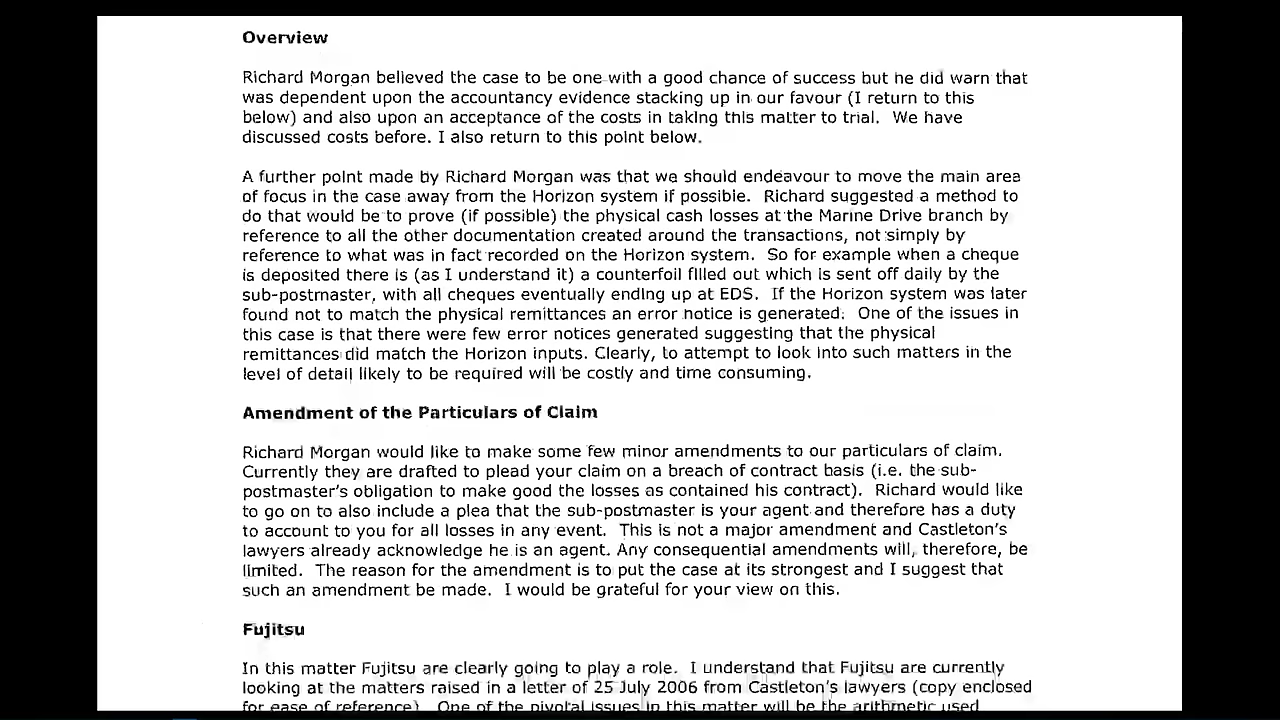 Overview
Richard Morgan believed the case to be one with a good chance of success but he did warn that
was dependent upon the accountancy evidence stacking up in our favour (I return to this
below) and also upon an acceptance of the costs in taking this matter to trial.  We have
discussed costs before. I also return to this point below.
A further point made by Richard Morgan was that we should endeavour to move the main area
of focus in the case away from the Horizon system if possible.  Richard suggested a method to
do that would be to prove (if possible) the physical cash losses at the Marine Drive branch by
reference to all the other documentation created around the transactions, not simply by
reference to what was in fact recorded on the Horizon system.  So for example when a cheque
is deposited there is (as I understand it) a counterfoil filled out which is sent off daily by the
sub-postmaster, with all cheques eventually ending up at EDS.  If the Horizon system was later
found not to match the physical remittances an error notice is generated.  One of the issues in
this case is that there were few error notices generated suggesting that the physical
remittances did match the Horizon inputs. Clearly, to attempt to look into such matters in the
level of detail likely to be required will be costly and time consuming.
Amendment of the Particulars of Claim
Richard Morgan would like to make some few minor amendments to our particulars of claim.
Currently they are drafted to plead your claim on a breach of contract basis (i.e. the sub-
postmaster's obligation to make good the losses as contained his contract).  Richard would like
to go on to also include a plea that the sub-postmaster is your agent and therefore has a duty
to account to you for all losses in any event.  This is not a major amendment and Castleton's
lawyers already acknowledge he is an agent. Any consequential amendments will, therefore, be
limited.  The reason for the amendment is to put the case at its strongest and I suggest that
such an amendment be made.  I would be grateful for your view on this.
Fujitsu
In this matter Fujitsu are clearly going to play a role.  I understand that Fujitsu are currently
looking at the matters raised in a letter of 25 July 2006 from Castleton's lawyers (copy enclosed
for ease of reference)  One of the pivotal issues in this matter will be the arithmetic used